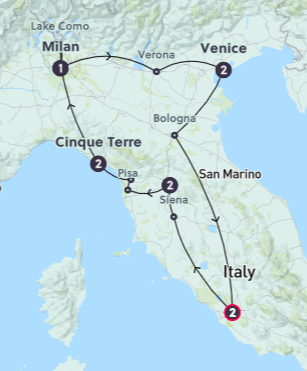 Lake Como
Milan
Verona
Venice
1
2
Bologna
Cinque Terre
2
Pisa
2
San Marino
Siena
Italy
2